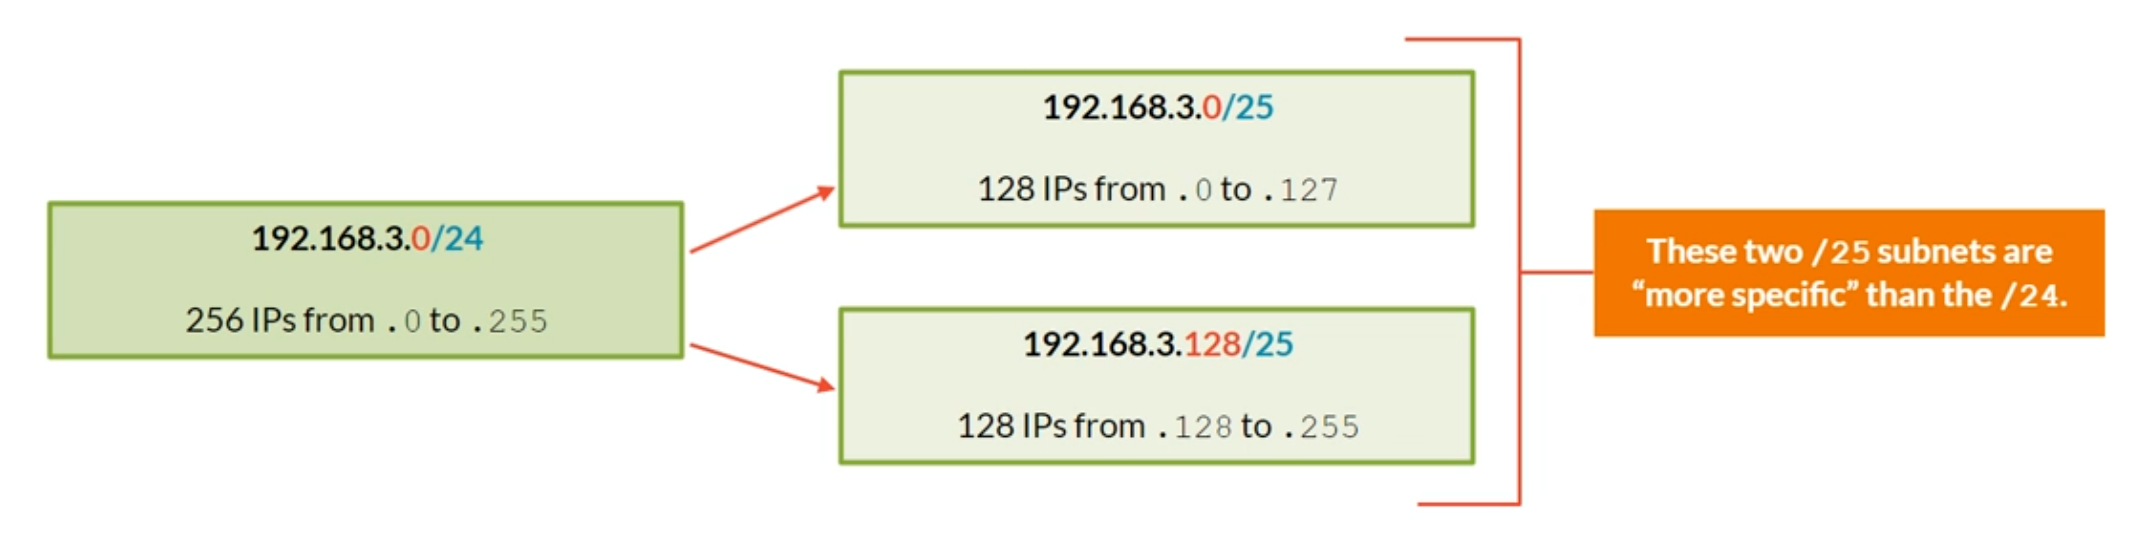 192.168.3.0/24
256 IPs from .0 to .255
192.168.3.0/25
128 IPs from .0 to .127
192.168.3.128/25
128 IPs from .128 to .255
These two /25 subnets are
“more specific” than the /24.